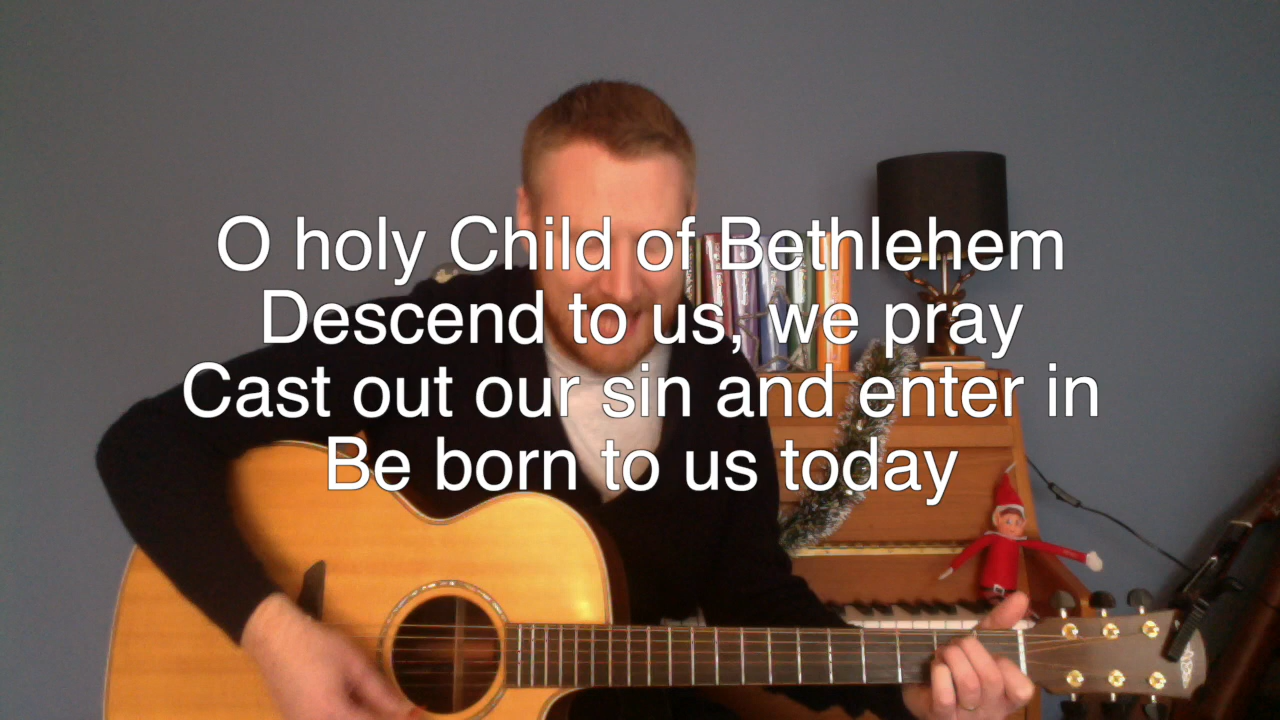 O holy Child of Bethlehem
Descend to us, we pray
Cast out our sin and enter in
Be born to us today